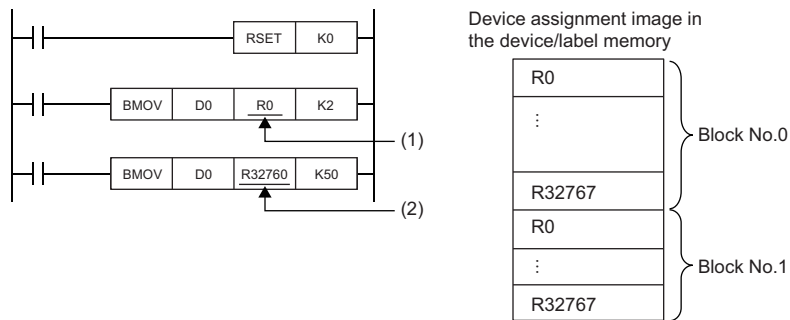 RSET K0
BMOV D0 R0 K2
(1)
BMOV D0 R32760 K50
(2)
Device assignment image in
the device/label memory
R0
⋮
R32767
Block No.0
R0
⋮
R32767
Block No.1